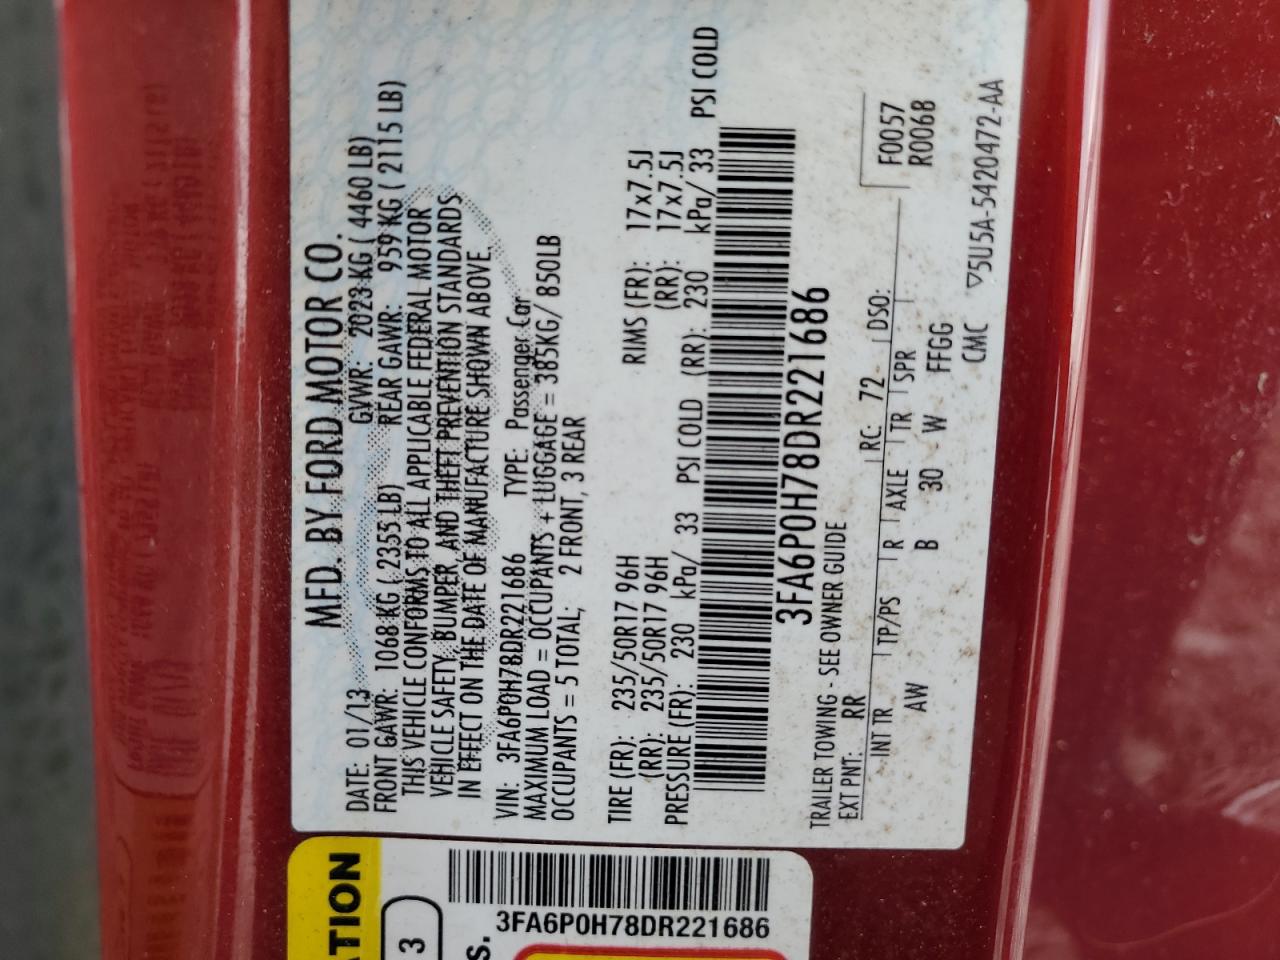 MFD. BY FORD MOTOR CO.
DATE: 01/13 GVWR: 2023 KG ( 4460 LB)
FRONT GAWR: 1068 KG ( 2355 LB) REAR GAWR: 959 KG ( 2115 LB)
THIS VEHICLE CONFORMS TO ALL APPLICABLE FEDERAL MOTOR
VEHICLE SAFETY, BUMPER, AND THEFT PREVENTION STANDARDS
IN EFFECT ON THE DATE OF MANUFACTURE SHOWN ABOVE.
VIN: 3FA6P0H78DR221686 TYPE: Passenger Car
MAXIMUM LOAD = OCCUPANTS + LUGGAGE = 385KG/ 850LB
OCCUPANTS = 5 TOTAL; 2 FRONT, 3 REAR
TIRE (FR): 235/50R17 96H RIMS (FR): 17x7.5J
(RR): 235/50R17 96H (RR): 17x7.5J
PRESSURE (FR): 230 kPa/ 33 PSI COLD (RR): 230 kPa/ 33 PSI COLD
3FA6P0H78DR221686
TRAILER TOWING - SEE OWNER GUIDE
EXT PNT: RR RC: 72 DSO: F0057
R0068
INT TR TP/PS R AXLE TR SPR
AW B 30 W FFGG
CMC ▽5U5A-5420472-AA
ATION
3
S.
3FA6P0H78DR221686